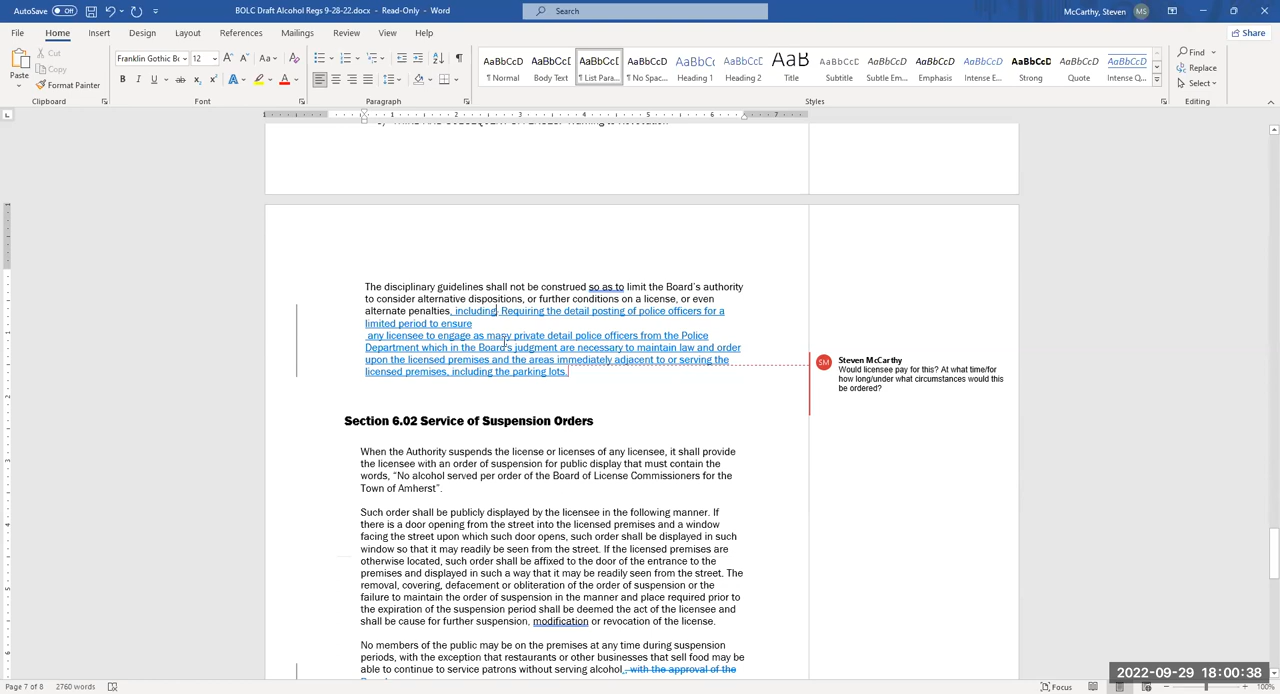 AutoSave Off BOLC Draft Alcohol Regs 9-28-22.docx - Read-Only - Word Search McCarthy, Steven MS
File Home Insert Design Layout References Mailings Review View Help Share
Paste Cut Copy Format Painter Clipboard
Franklin Gothic B 12 Font
Paragraph
AaBbCcD ¶ Normal AaBbCcD Body Text AaBbCcD ¶ List Para... AaBbCcD ¶ No Spac... AaBbC Heading 1 AaBbCcD Heading 2 AaB Title AaBbCcD Subtitle AaBbCcD Subtle Em... AaBbCcD Emphasis AaBbCcD Intense E... AaBbCcD Strong AaBbCcD Quote AaBbCcD Intense Q... Styles
Find Replace Select Editing
The disciplinary guidelines shall not be construed so as to limit the Board's authority
to consider alternative dispositions, or further conditions on a license, or even
alternate penalties, including Requiring the detail posting of police officers for a
limited period to ensure
any licensee to engage as many private detail police officers from the Police
Department which in the Board's judgment are necessary to maintain law and order
upon the licensed premises and the areas immediately adjacent to or serving the
licensed premises, including the parking lots.
Steven McCarthy
Would licensee pay for this? At what time/for
how long/under what circumstances would this
be ordered?
Section 6.02 Service of Suspension Orders
When the Authority suspends the license or licenses of any licensee, it shall provide
the licensee with an order of suspension for public display that must contain the
words, “No alcohol served per order of the Board of License Commissioners for the
Town of Amherst”.
Such order shall be publicly displayed by the licensee in the following manner. If
there is a door opening from the street into the licensed premises and a window
facing the street upon which such door opens, such order shall be displayed in such
window so that it may readily be seen from the street. If the licensed premises are
otherwise located, such order shall be affixed to the door of the entrance to the
premises and displayed in such a way that it may be readily seen from the street. The
removal, covering, defacement or obliteration of the order of suspension or the
failure to maintain the order of suspension in the manner and place required prior to
the expiration of the suspension period shall be deemed the act of the licensee and
shall be cause for further suspension, modification or revocation of the license.
No members of the public may be on the premises at any time during suspension
periods, with the exception that restaurants or other businesses that sell food may be
able to continue to service patrons without serving alcohol., with the approval of the
Page 7 of 8 2760 words Focus 100%
2022-09-29 18:00:38